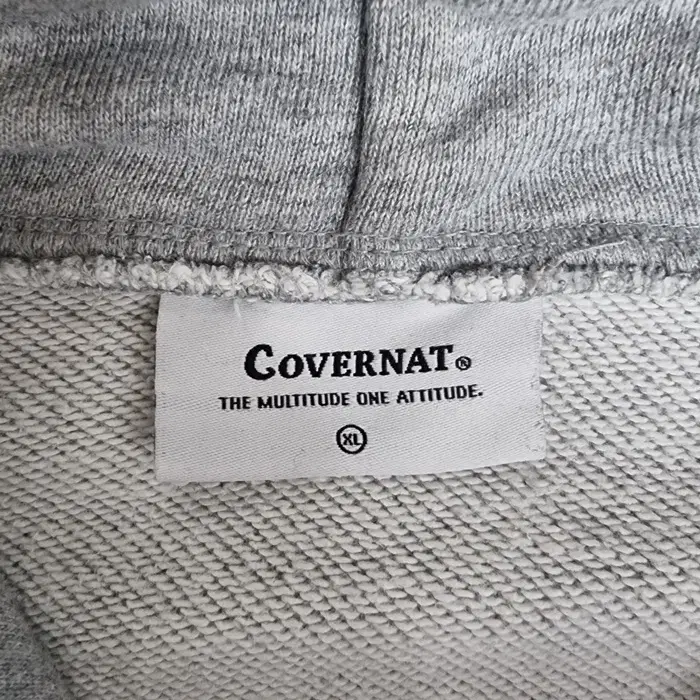 COVERNAT®
THE MULTITUDE ONE ATTITUDE.
XL